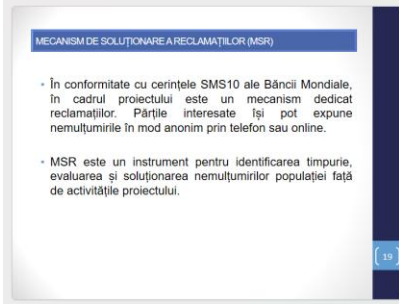 MECANISM DE SOLUȚIONARE A RECLAMAȚIILOR (MSR)
• În conformitate cu cerințele SMS10 ale Băncii Mondiale,
în cadrul proiectului este un mecanism dedicat
reclamațiilor. Părțile interesate își pot expune
nemulțumirile în mod anonim prin telefon sau online.
• MSR este un instrument pentru identificarea timpurie,
evaluarea și soluționarea nemulțumirilor populației față
de activitățile proiectului.
19